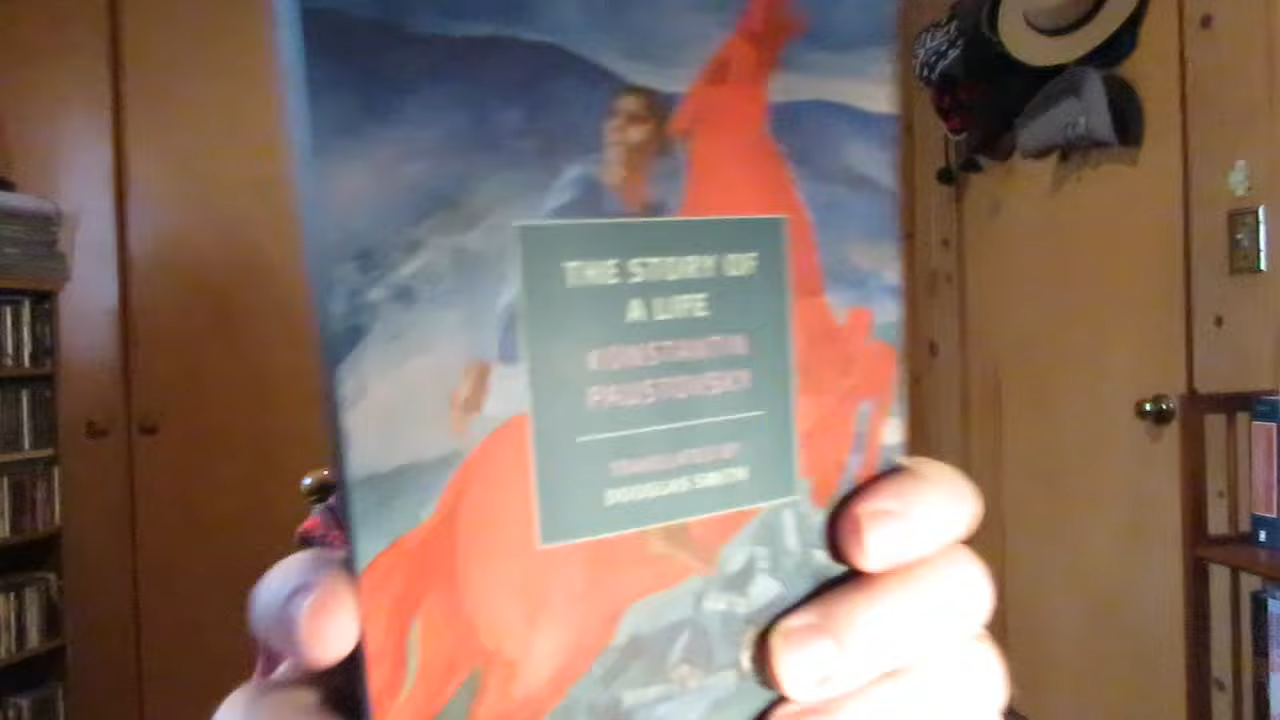 THE STORY OF
A LIFE
KONSTANTIN
PAUSTOVSKY
TRANSLATED BY
DOUGLAS SMITH